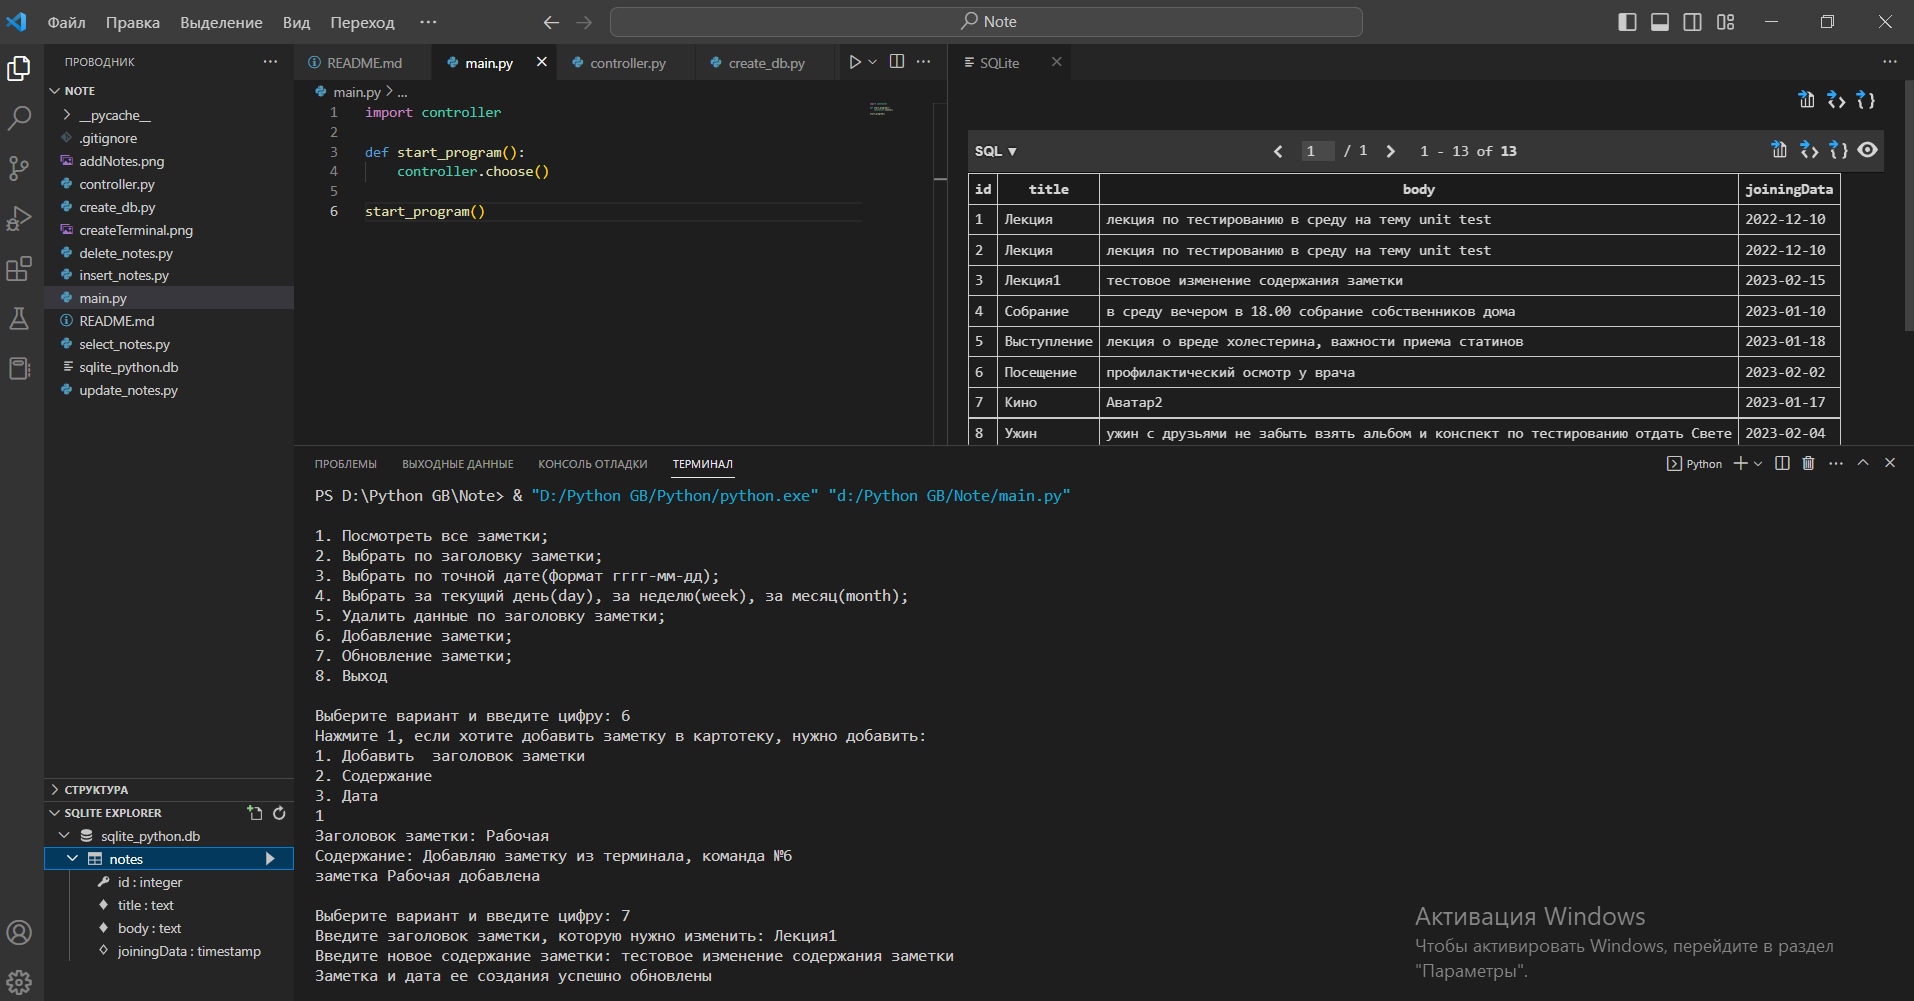 Файл Правка Выделение Вид Переход ··· Note
ПРОВОДНИК ···
NOTE
__pycache__
.gitignore
addNotes.png
controller.py
create_db.py
createTerminal.png
delete_notes.py
insert_notes.py
main.py
README.md
select_notes.py
sqlite_python.db
update_notes.py
СТРУКТУРА
SQLITE EXPLORER
sqlite_python.db
notes
id : integer
title : text
body : text
joiningData : timestamp
README.md main.py controller.py create_db.py
main.py > ...
1 import controller
2
3 def start_program():
4 controller.choose()
5
6 start_program()
SQLite
SQL ▼ 1 / 1 1 - 13 of 13
id title body joiningData
1 Лекция лекция по тестированию в среду на тему unit test 2022-12-10
2 Лекция лекция по тестированию в среду на тему unit test 2022-12-10
3 Лекция1 тестовое изменение содержания заметки 2023-02-15
4 Собрание в среду вечером в 18.00 собрание собственников дома 2023-01-10
5 Выступление лекция о вреде холестерина, важности приема статинов 2023-01-18
6 Посещение профилактический осмотр у врача 2023-02-02
7 Кино Аватар2 2023-01-17
8 Ужин ужин с друзьями не забыть взять альбом и конспект по тестированию отдать Свете 2023-02-04
ПРОБЛЕМЫ ВЫХОДНЫЕ ДАННЫЕ КОНСОЛЬ ОТЛАДКИ ТЕРМИНАЛ Python
PS D:\Python GB\Note> & "D:/Python GB/Python/python.exe" "d:/Python GB/Note/main.py"
1. Посмотреть все заметки;
2. Выбрать по заголовку заметки;
3. Выбрать по точной дате(формат гггг-мм-дд);
4. Выбрать за текущий день(day), за неделю(week), за месяц(month);
5. Удалить данные по заголовку заметки;
6. Добавление заметки;
7. Обновление заметки;
8. Выход
Выберите вариант и введите цифру: 6
Нажмите 1, если хотите добавить заметку в картотеку, нужно добавить:
1. Добавить  заголовок заметки
2. Содержание
3. Дата
1
Заголовок заметки: Рабочая
Содержание: Добавляю заметку из терминала, команда №6
заметка Рабочая добавлена
Выберите вариант и введите цифру: 7
Введите заголовок заметки, которую нужно изменить: Лекция1
Введите новое содержание заметки: тестовое изменение содержания заметки
Заметка и дата ее создания успешно обновлены
Активация Windows
Чтобы активировать Windows, перейдите в раздел
"Параметры".